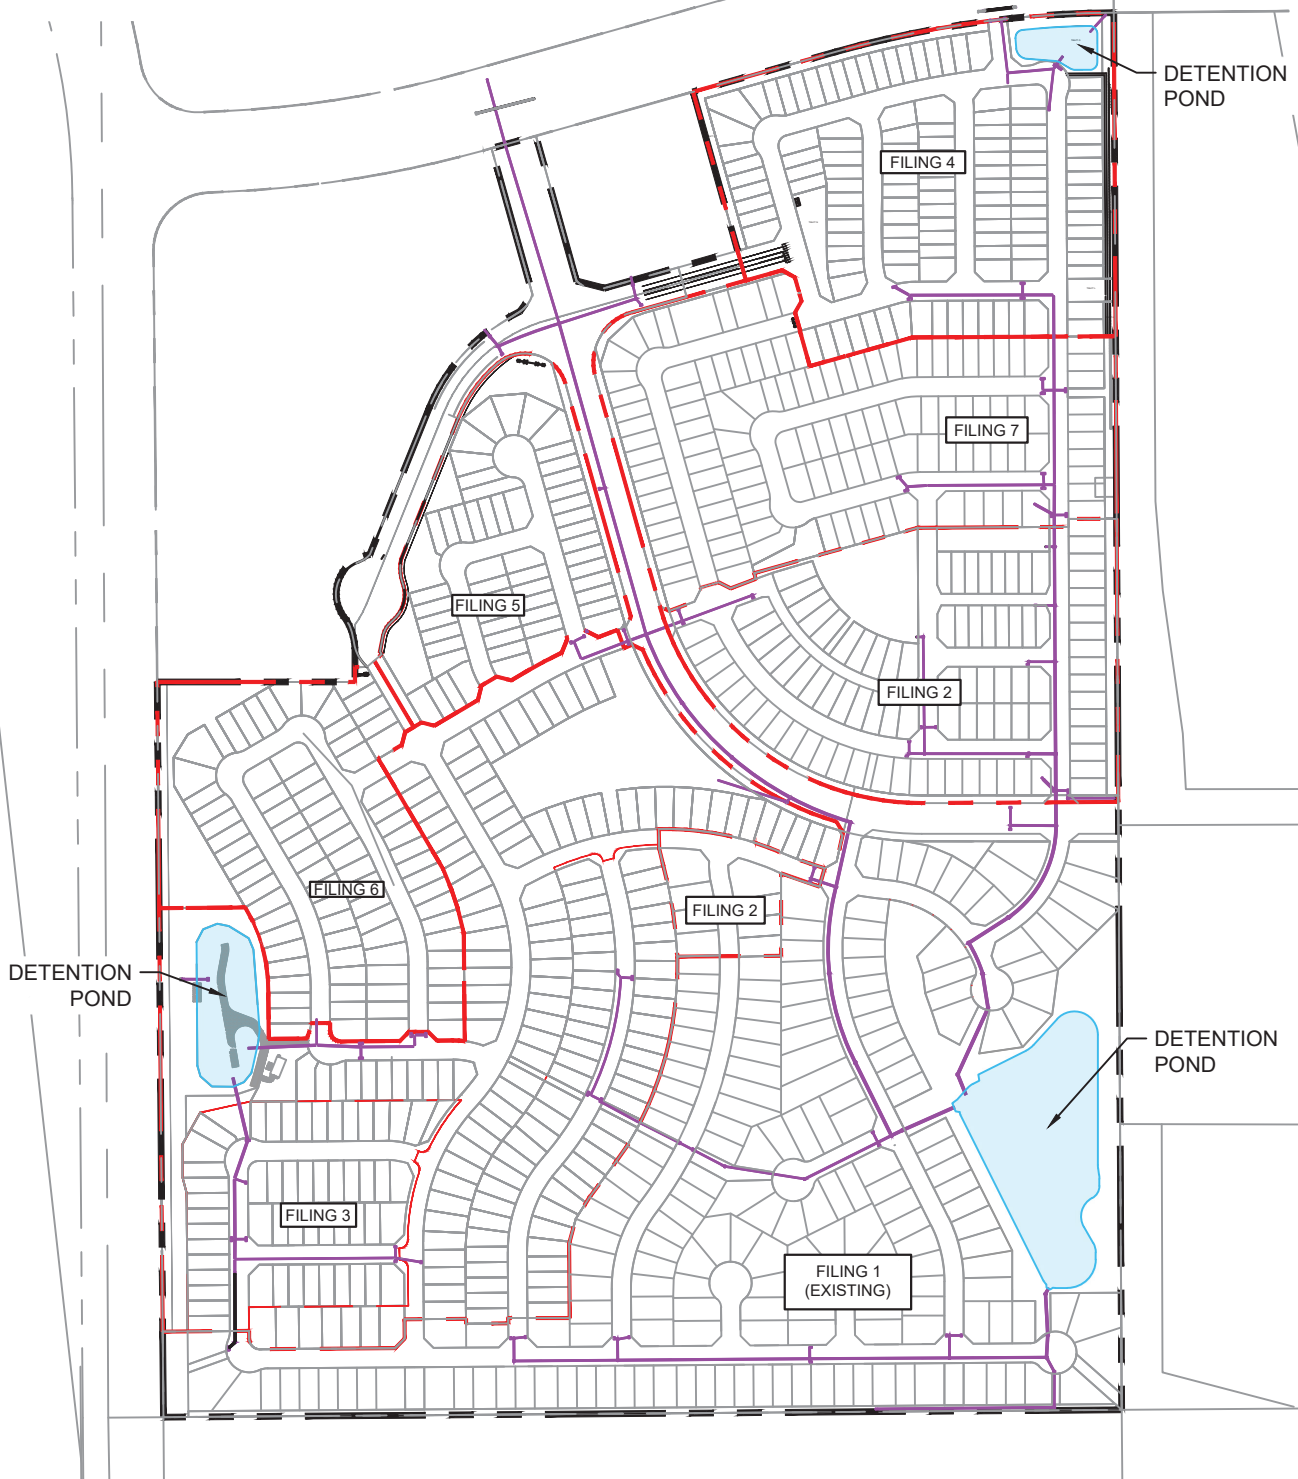 DETENTION
POND
FILING 4
FILING 7
FILING 5
FILING 2
FILING 6
FILING 2
DETENTION
POND
DETENTION
POND
FILING 3
FILING 1
(EXISTING)